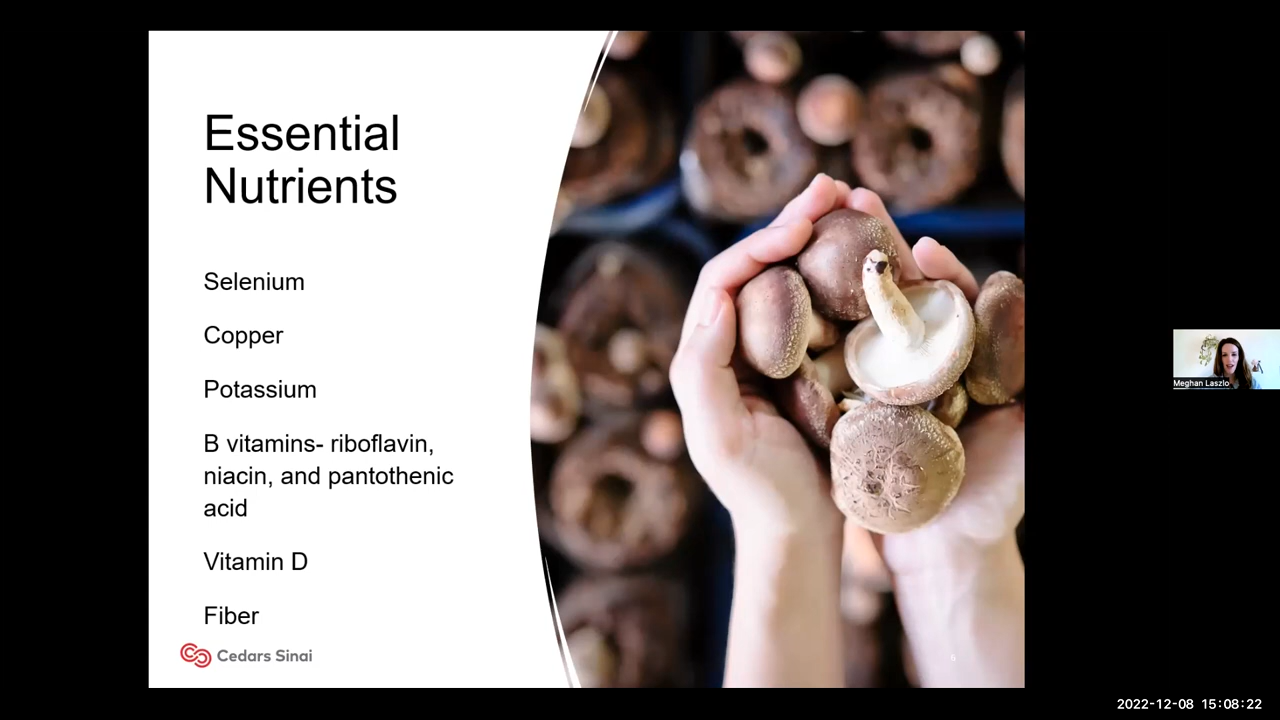 Essential
Nutrients
Selenium
Copper
Potassium
B vitamins- riboflavin,
niacin, and pantothenic
acid
Vitamin D
Fiber
Cedars Sinai
6
Meghan Laszlo
2022-12-08 15:08:22